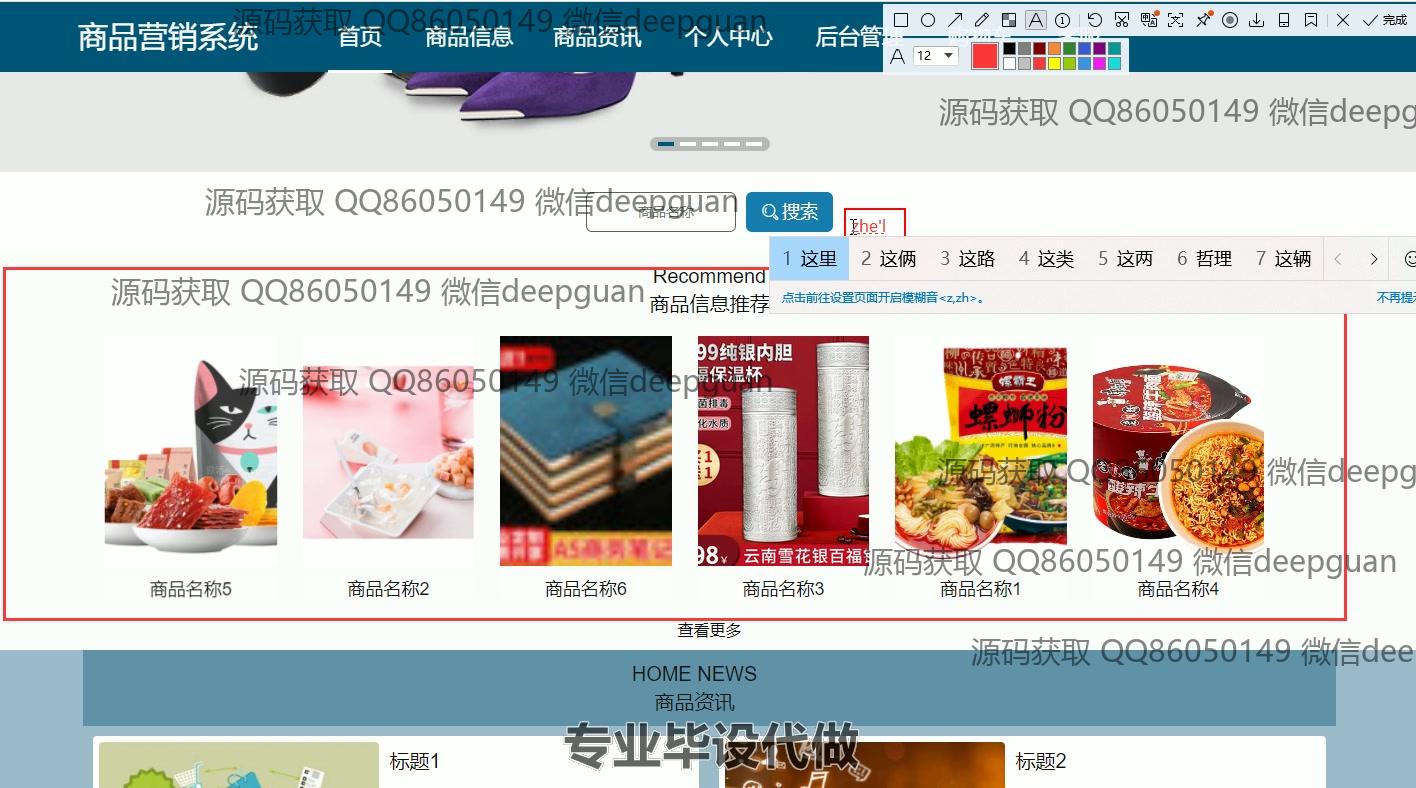 商品营销系统
首页
商品信息
商品资讯
个人中心
后台管理
完成
12
源码获取 QQ86050149 微信deepguan
源码获取 QQ86050149 微信deepg
源码获取 QQ86050149 微信deepguan
商品名称
搜索
zhe'l
1 这里
2 这俩
3 这路
4 这类
5 这两
6 哲理
7 这辆
点击前往设置页面开启模糊音<z,zh>。
不再提示
Recommend
商品信息推荐
源码获取 QQ86050149 微信deepguan
源码获取 QQ86050149 微信deepguan
99纯银内胆
福保温杯
98
云南雪花银百福
A5商务笔记
螺霸王
螺蛳粉
源码获取 QQ86050149 微信deepg
源码获取 QQ86050149 微信deepguan
商品名称5
商品名称2
商品名称6
商品名称3
商品名称1
商品名称4
查看更多
源码获取 QQ86050149 微信dee
HOME NEWS
商品资讯
专业毕设代做
标题1
标题2